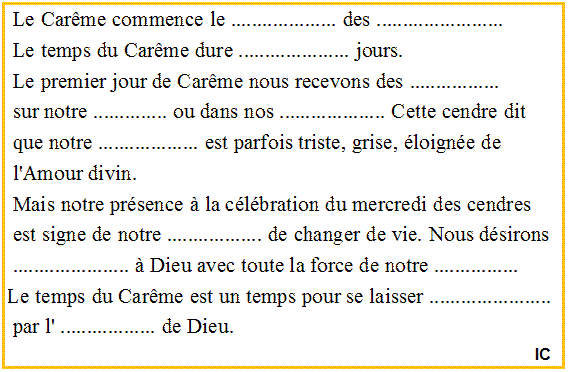 Le Carême commence le .................... des ........................
Le temps du Carême dure ..................... jours.
Le premier jour de Carême nous recevons des .................
sur notre .............. ou dans nos .................... Cette cendre dit
que notre ................... est parfois triste, grise, éloignée de
l'Amour divin.
Mais notre présence à la célébration du mercredi des cendres
est signe de notre .................. de changer de vie. Nous désirons
...................... à Dieu avec toute la force de notre ................
Le temps du Carême est un temps pour se laisser .......................
par l' .................. de Dieu.
IC